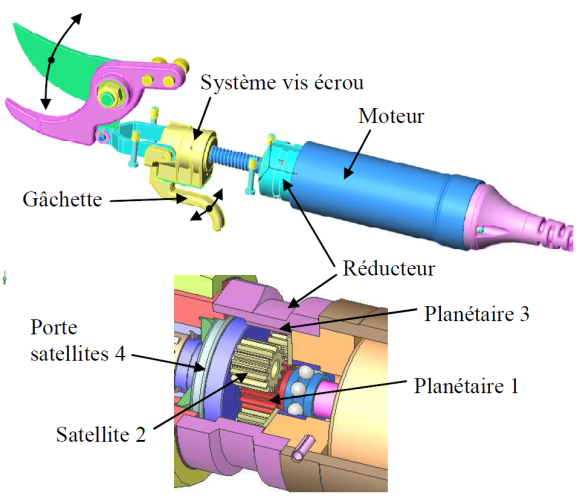 Système vis écrou
Moteur
Gâchette
Réducteur
Planétaire 3
Porte
satellites 4
Planétaire 1
Satellite 2